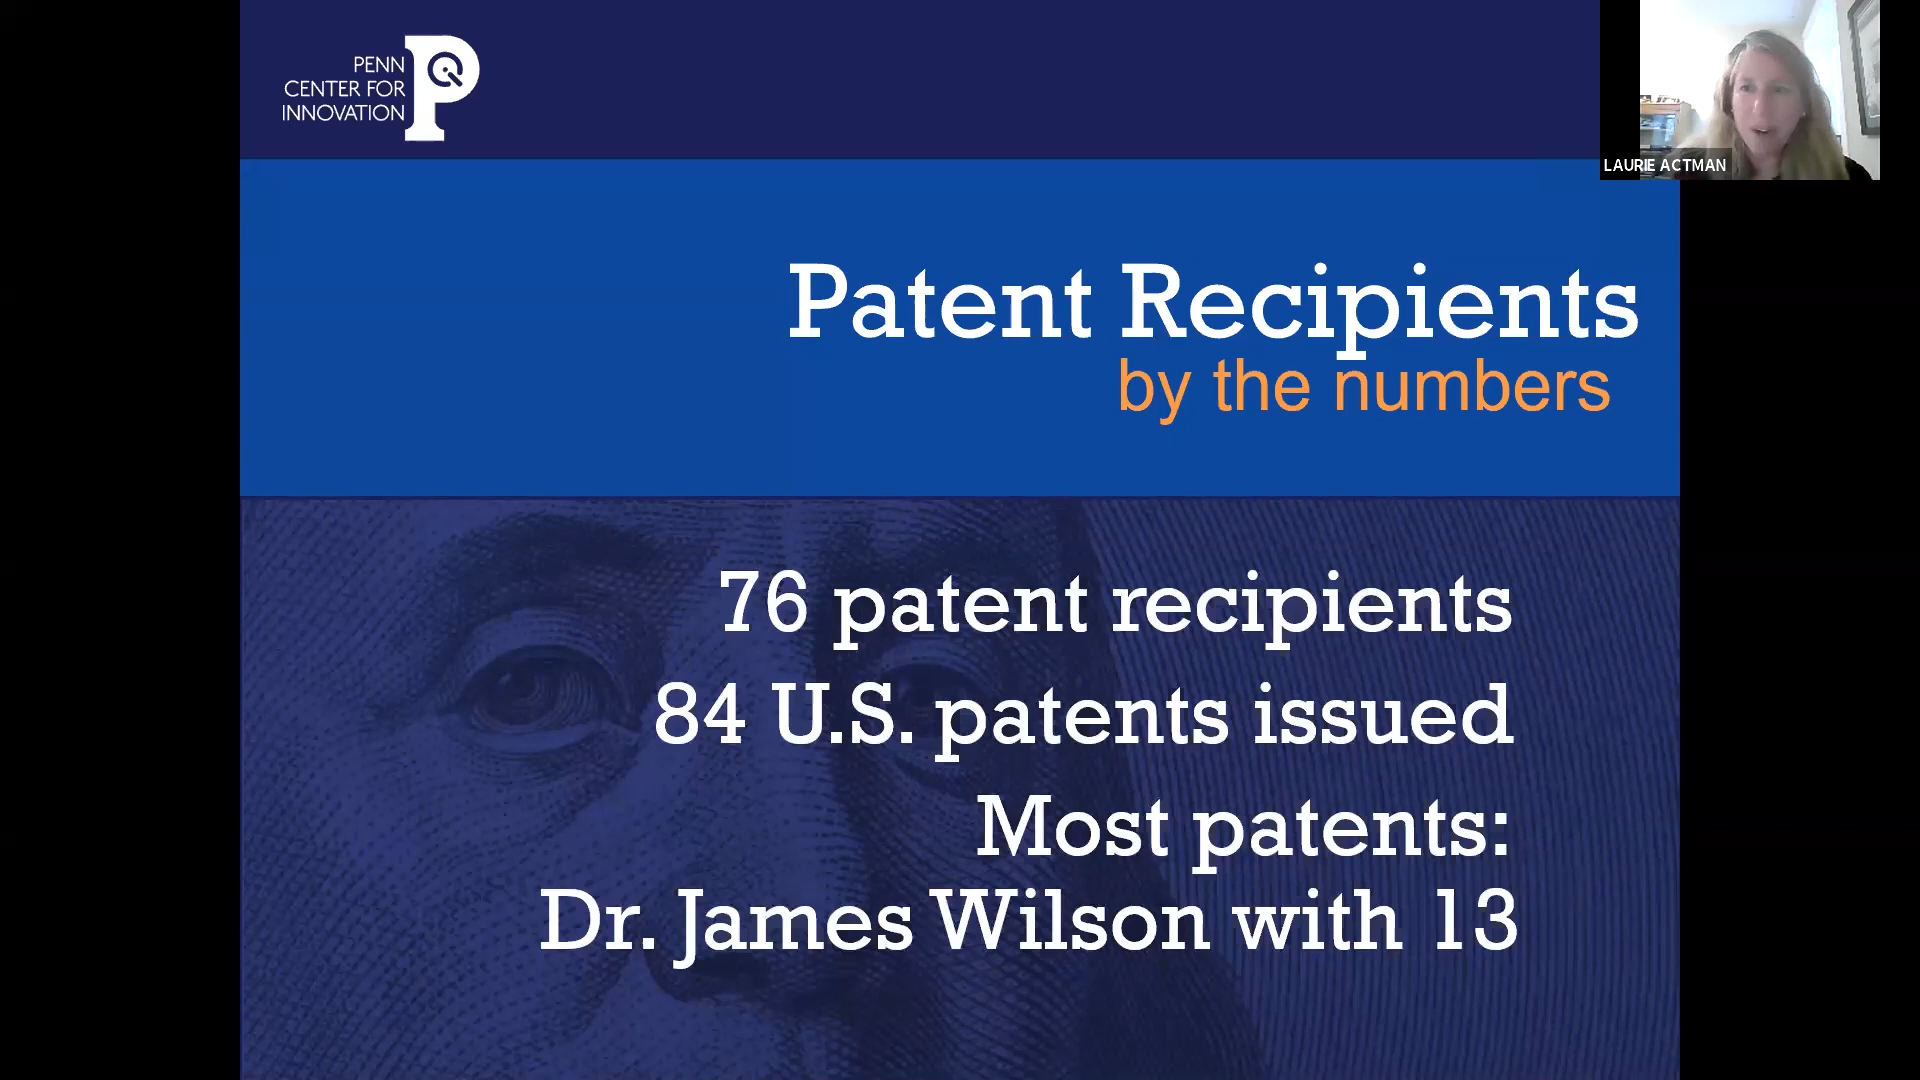 PENN
CENTER FOR
INNOVATION
LAURIE ACTMAN
Patent Recipients
by the numbers
76 patent recipients
84 U.S. patents issued
Most patents:
Dr. James Wilson with 13